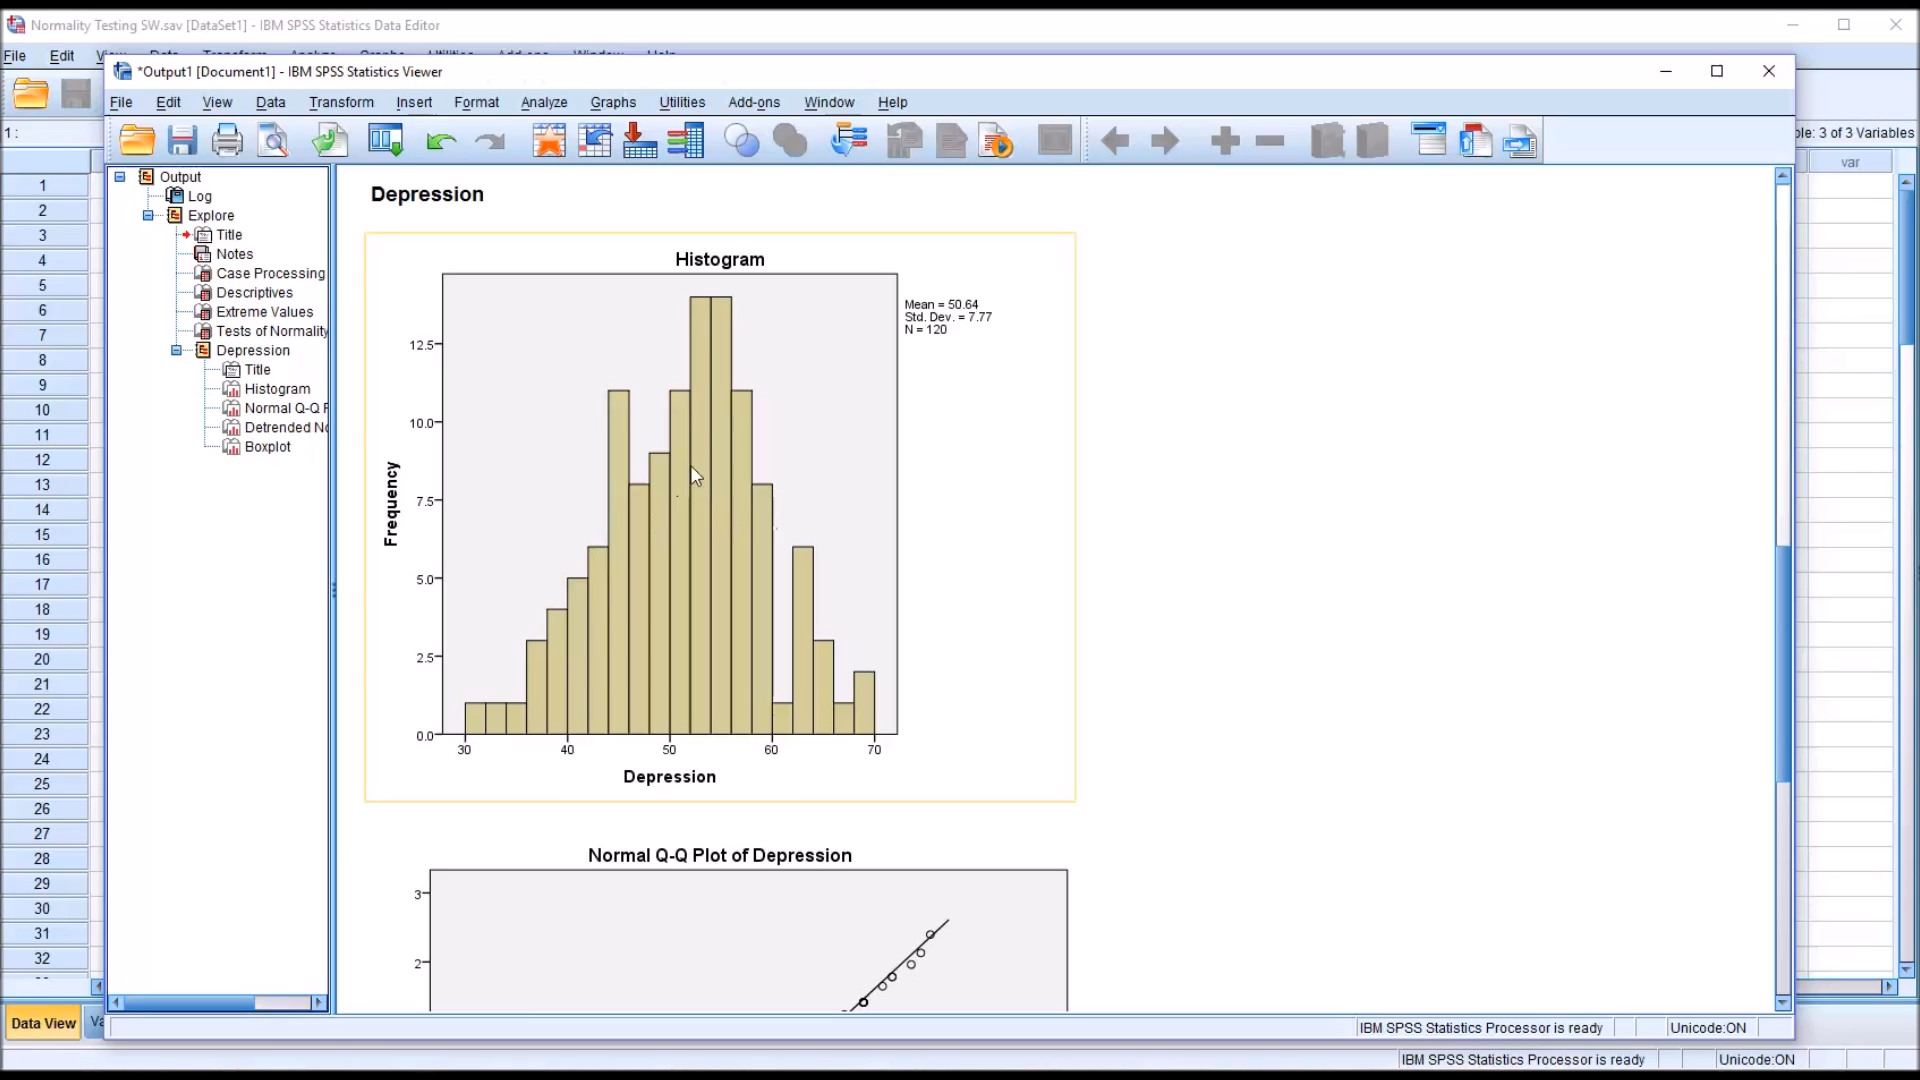 Normality Testing SW.sav [DataSet1] - IBM SPSS Statistics Data Editor
File Edit
*Output1 [Document1] - IBM SPSS Statistics Viewer
File Edit View Data Transform Insert Format Analyze Graphs Utilities Add-ons Window Help
1 :
ble: 3 of 3 Variables
var
Output
Log
Explore
Title
Notes
Case Processing
Descriptives
Extreme Values
Tests of Normality
Depression
Title
Histogram
Normal Q-Q P
Detrended No
Boxplot
1
2
3
4
5
6
7
8
9
10
11
12
13
14
15
16
17
18
19
20
21
22
23
24
25
26
27
28
29
30
31
32
Depression
Histogram
Mean = 50.64
Std. Dev. = 7.77
N = 120
Frequency
12.5
10.0
7.5
5.0
2.5
0.0
30 40 50 60 70
Depression
Normal Q-Q Plot of Depression
3
2
Data View
Va
IBM SPSS Statistics Processor is ready
Unicode:ON
IBM SPSS Statistics Processor is ready
Unicode:ON